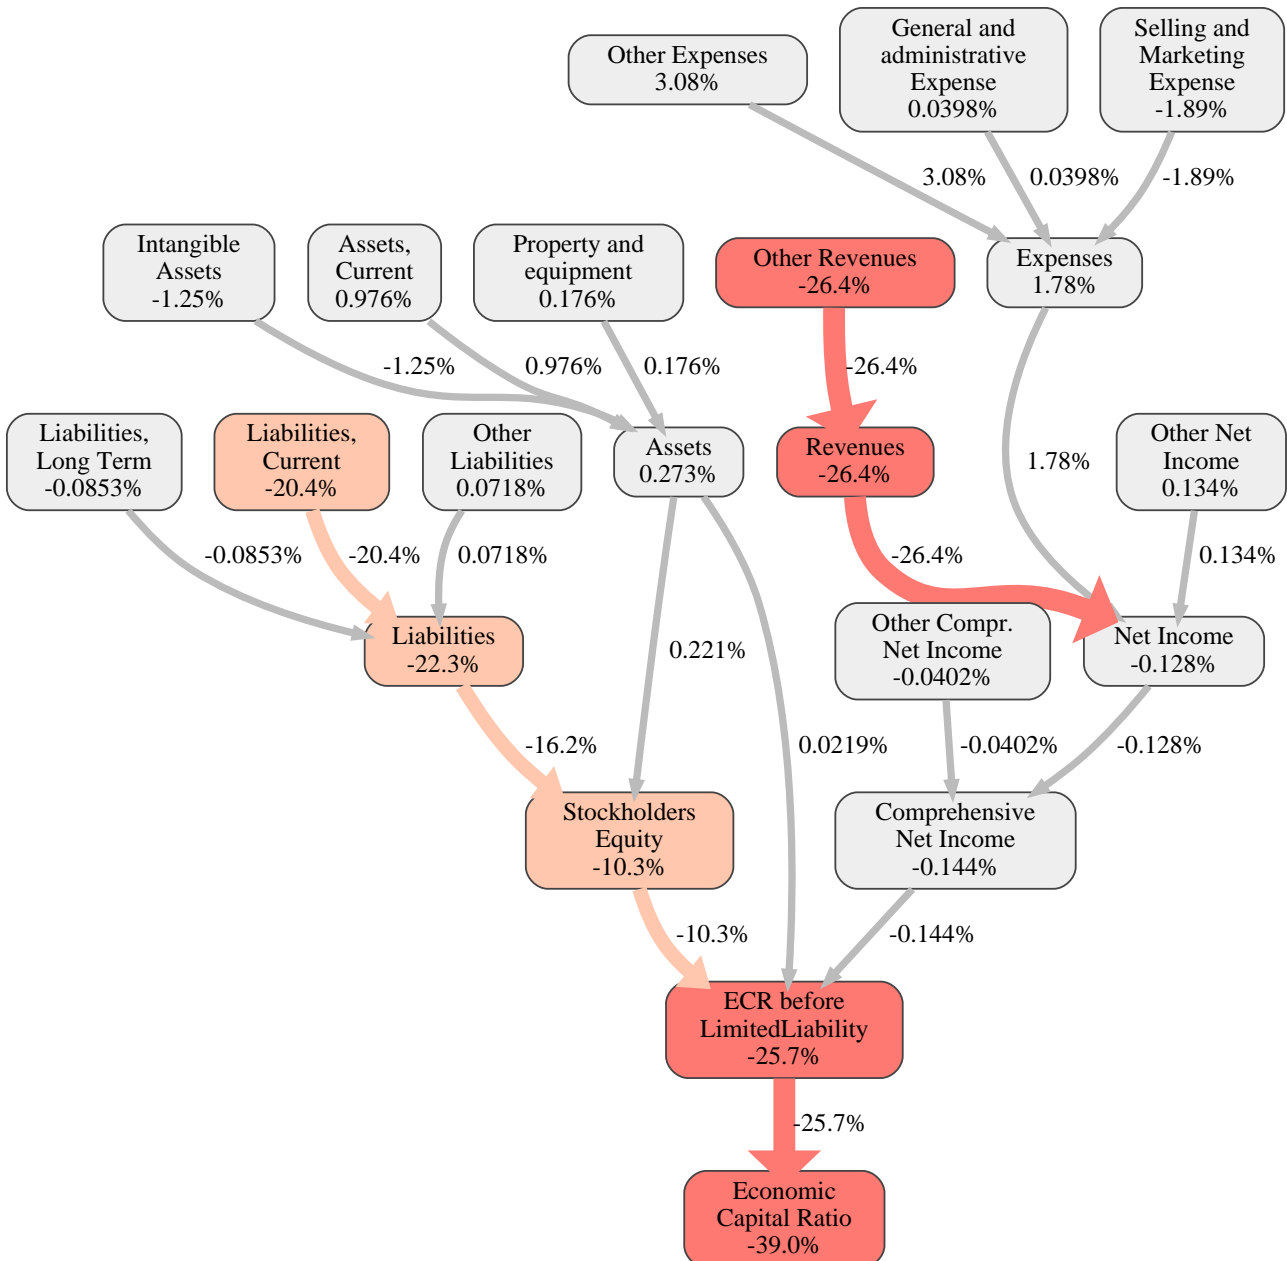 Other Expenses
3.08%
General and
administrative
Expense
0.0398%
Selling and
Marketing
Expense
-1.89%
3.08%
0.0398%
-1.89%
Intangible
Assets
-1.25%
Assets,
Current
0.976%
Property and
equipment
0.176%
Other Revenues
-26.4%
Expenses
1.78%
-1.25%
0.976%
0.176%
-26.4%
Liabilities,
Long Term
-0.0853%
Liabilities,
Current
-20.4%
Other
Liabilities
0.0718%
Assets
0.273%
Revenues
-26.4%
1.78%
Other Net
Income
0.134%
-0.0853%
-20.4%
0.0718%
-26.4%
0.134%
Liabilities
-22.3%
0.221%
Other Compr.
Net Income
-0.0402%
Net Income
-0.128%
-16.2%
0.0219%
-0.0402%
-0.128%
Stockholders
Equity
-10.3%
Comprehensive
Net Income
-0.144%
-10.3%
-0.144%
ECR before
LimitedLiability
-25.7%
-25.7%
Economic
Capital Ratio
-39.0%